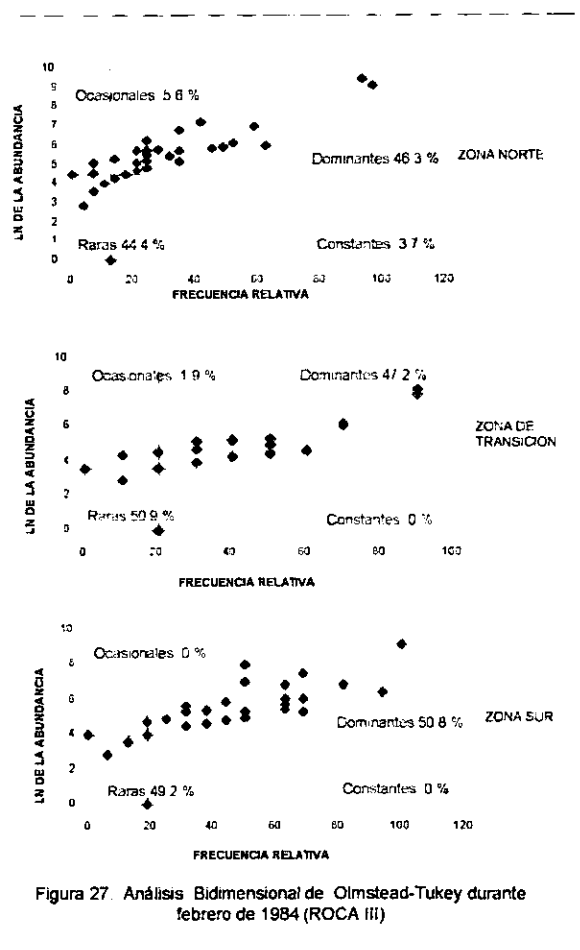 10
9
8
7
6
5
4
3
2
1
0
LN DE LA ABUNDANCIA
Ocasionales 5.6 %
Dominantes 46.3 %
ZONA NORTE
Raras 44.4 %
Constantes 3.7 %
0 20 40 60 80 100 120
FRECUENCIA RELATIVA
10
8
6
4
2
0
LN DE LA ABUNDANCIA
Ocasionales 1.9 %
Dominantes 47.2 %
ZONA DE
TRANSICION
Raras 50.9 %
Constantes 0 %
0 20 40 60 80 100
FRECUENCIA RELATIVA
10
8
6
4
2
0
LN DE LA ABUNDANCIA
Ocasionales 0 %
Dominantes 50.8 %
ZONA SUR
Raras 49.2 %
Constantes 0 %
0 20 40 60 80 100 120
FRECUENCIA RELATIVA
Figura 27. Análisis Bidimensional de Olmstead-Tukey durante
febrero de 1984 (ROCA III)